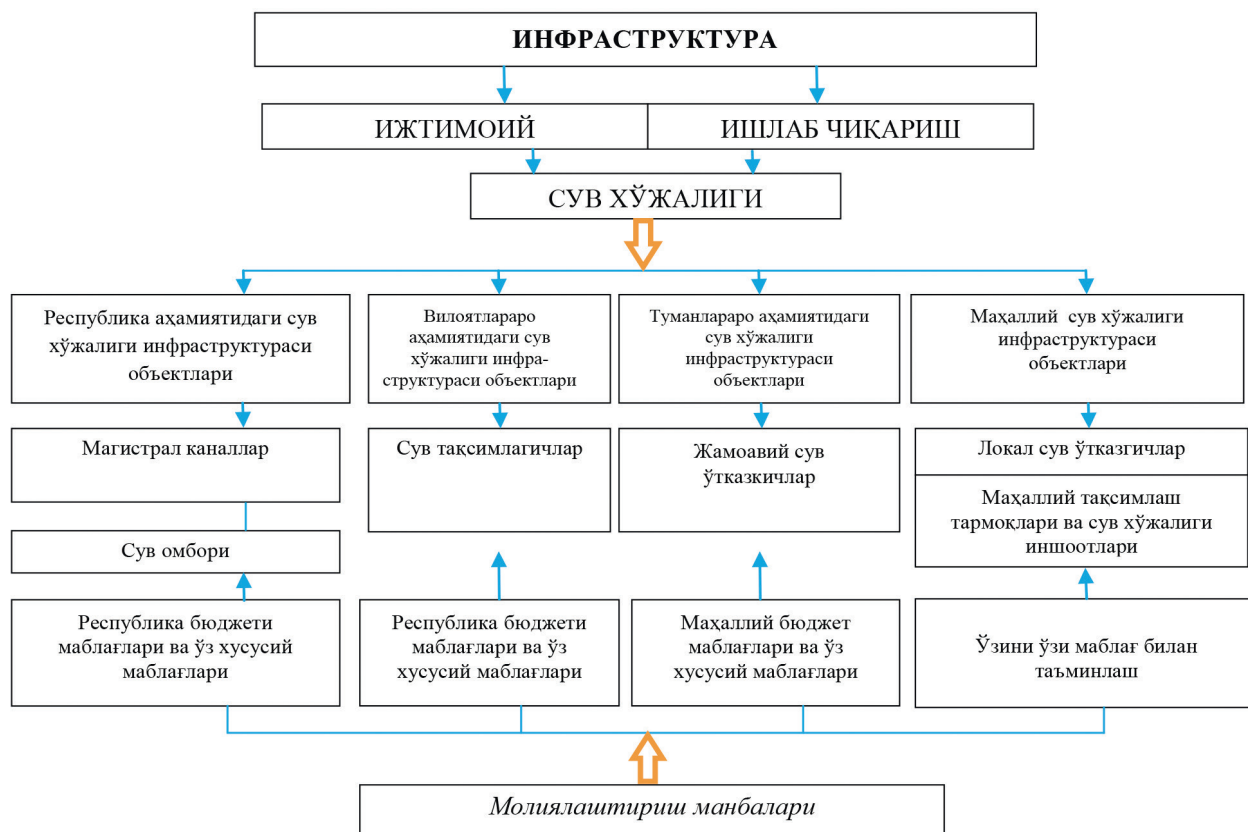 ИНФРАСТРУКТУРА
ИЖТИМОИЙ
ИШЛАБ ЧИҚАРИШ
СУВ ХЎЖАЛИГИ
Республика аҳамиятидаги сув
хўжалиги инфраструктураси
объектлари
Вилоятлараро
аҳамиятидаги сув
хўжалиги инфра-
структураси объектлари
Туманлараро аҳамиятидаги
сув хўжалиги
инфраструктураси
объектлари
Маҳаллий сув хўжалиги
инфраструктураси
объектлари
Магистрал каналлар
Сув тақсимлагичлар
Жамоавий сув
ўтказкичлар
Локал сув ўтказгичлар
Маҳаллий тақсимлаш
тармоқлари ва сув хўжалиги
иншоотлари
Сув омбори
Республика бюджети
маблағлари ва ўз хусусий
маблағлари
Республика бюджети
маблағлари ва ўз
хусусий маблағлари
Маҳаллий бюджет
маблағлари ва ўз
хусусий маблағлари
Ўзини ўзи маблағ билан
таъминлаш
Молиялаштириш манбалари